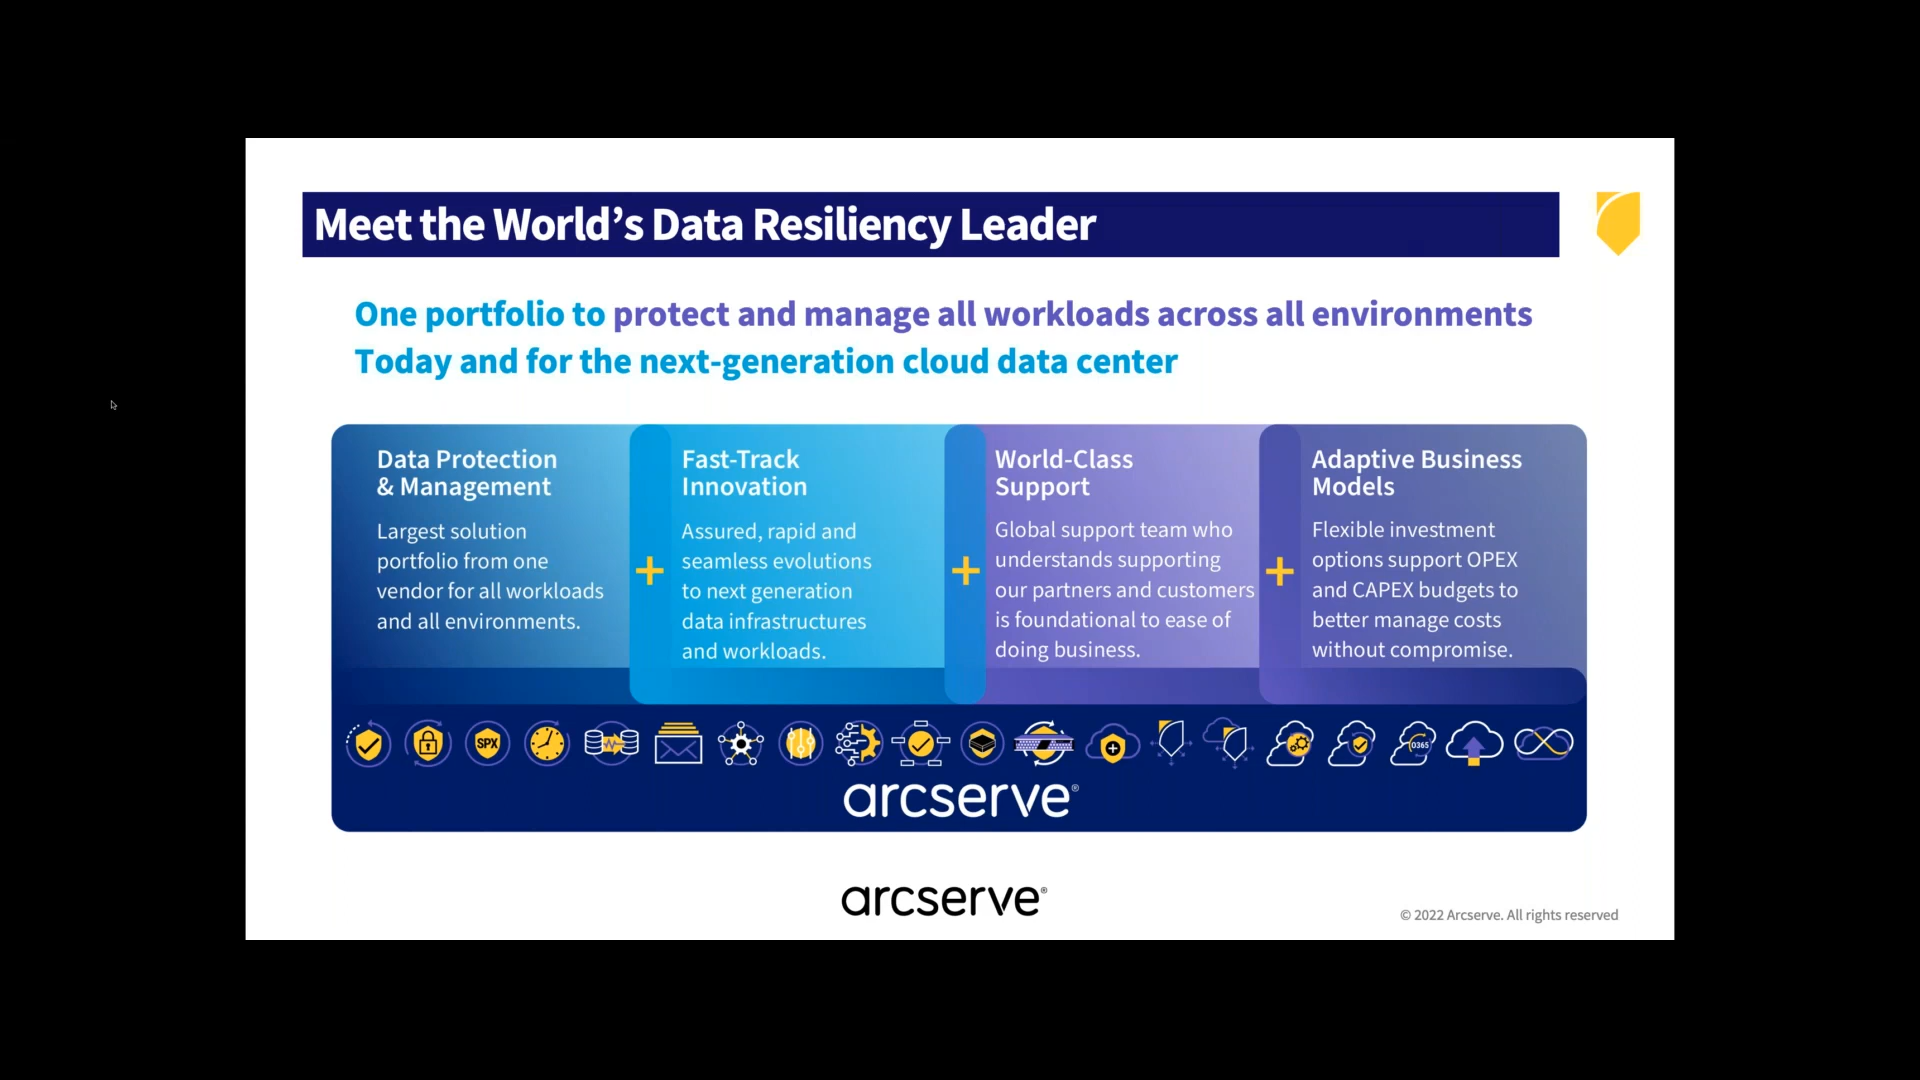 Meet the World's Data Resiliency Leader
One portfolio to protect and manage all workloads across all environments
Today and for the next-generation cloud data center
Data Protection
& Management
Largest solution
portfolio from one
vendor for all workloads
and all environments.
+
Fast-Track
Innovation
Assured, rapid and
seamless evolutions
to next generation
data infrastructures
and workloads.
+
World-Class
Support
Global support team who
understands supporting
our partners and customers
is foundational to ease of
doing business.
+
Adaptive Business
Models
Flexible investment
options support OPEX
and CAPEX budgets to
better manage costs
without compromise.
SPX
O365
arcserve®
arcserve®
© 2022 Arcserve. All rights reserved